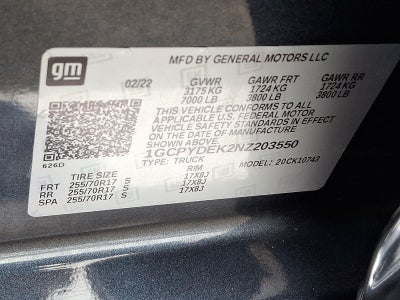 gm
MFD BY GENERAL MOTORS LLC
02/22 GVWR GAWR FRT GAWR RR
3175 KG 1724 KG 1724 KG
7000 LB 3800 LB 3800 LB
THIS VEHICLE CONFORMS TO ALL
APPLICABLE U.S. FEDERAL MOTOR
VEHICLE SAFETY STANDARDS IN EFFECT
ON THE DATE OF MANUFACTURE
SHOWN ABOVE.
1GCPYDEK2NZ203550
626D TYPE: TRUCK MODEL: 20CK10743
TIRE SIZE RIM
FRT 255/70R17 S 17X8J
RR 255/70R17 S 17X8J
SPA 255/70R17 S 17X8J